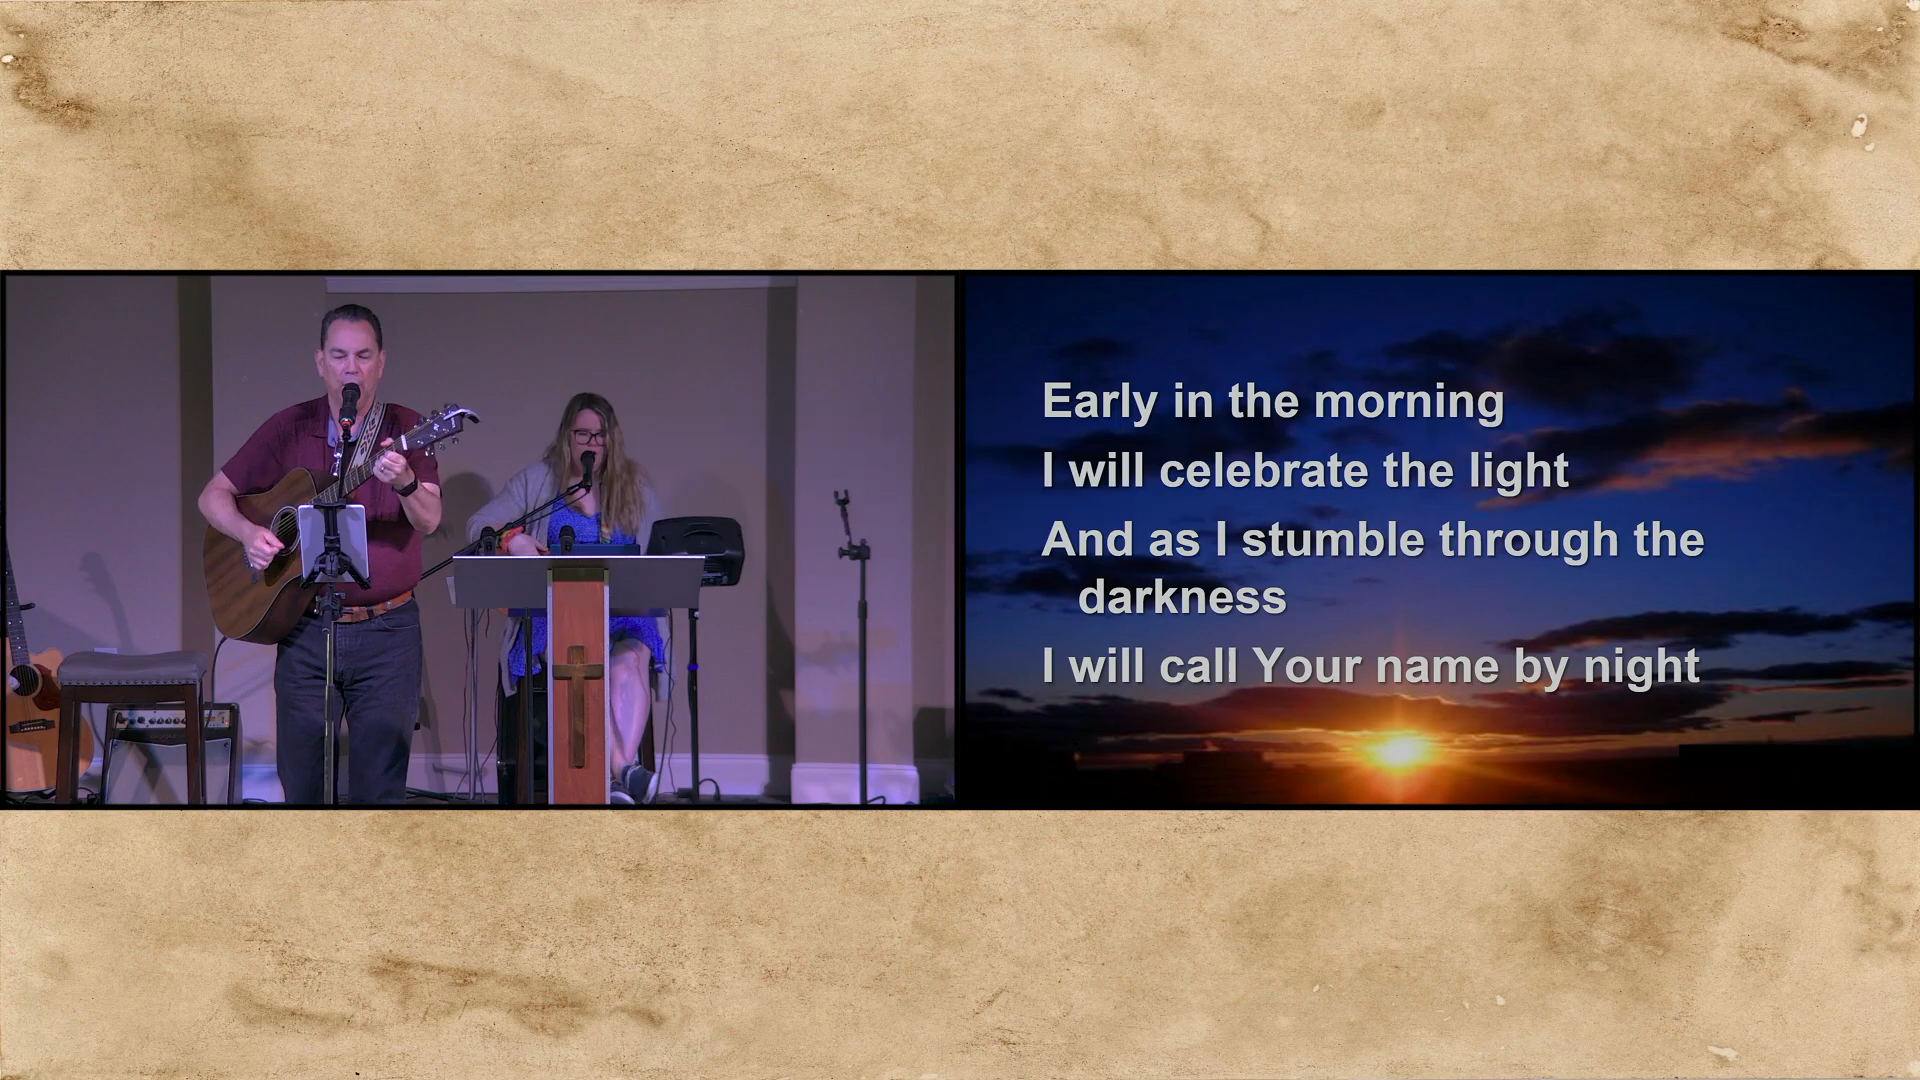 Early in the morning
I will celebrate the light
And as I stumble through the
darkness
I will call Your name by night